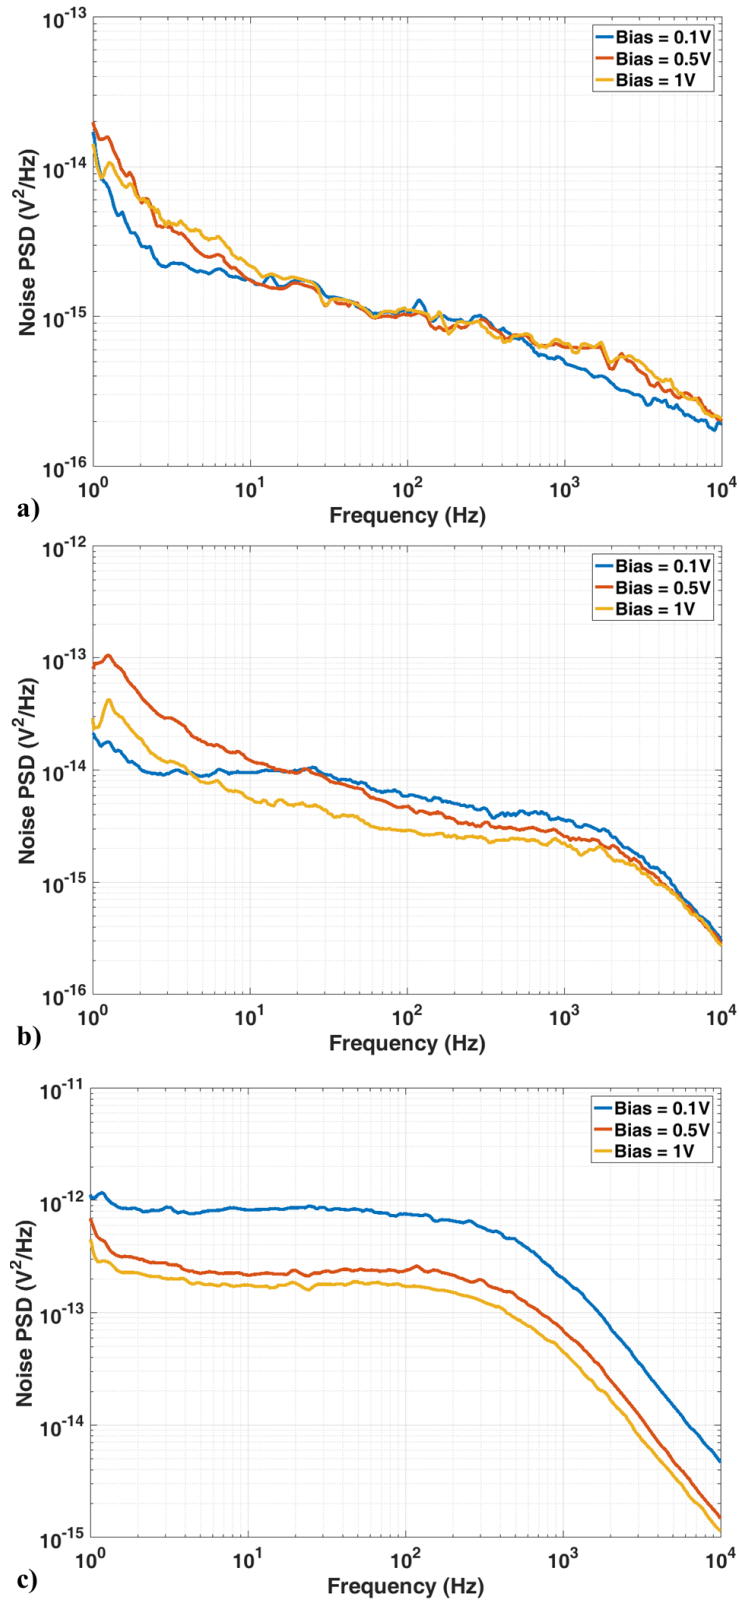 10^-13
Bias = 0.1V
Bias = 0.5V
Bias = 1V
10^-14
Noise PSD (V^2/Hz)
10^-15
10^-16
10^0 10^1 10^2 10^3 10^4
Frequency (Hz)
a)
10^-12
Bias = 0.1V
Bias = 0.5V
Bias = 1V
10^-13
Noise PSD (V^2/Hz)
10^-14
10^-15
10^-16
10^0 10^1 10^2 10^3 10^4
Frequency (Hz)
b)
10^-11
Bias = 0.1V
Bias = 0.5V
Bias = 1V
10^-12
Noise PSD (V^2/Hz)
10^-13
10^-14
10^-15
10^0 10^1 10^2 10^3 10^4
Frequency (Hz)
c)